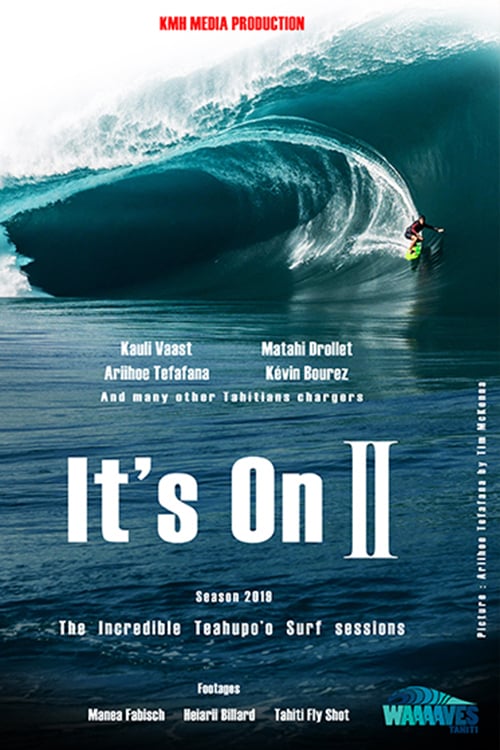 KMH MEDIA PRODUCTION
Kauli Vaast Matahi Drollet
Ariihoe Tefafana Kévin Bourez
And many other Tahitians chargers
It's On II
Season 2019
The Incredible Teahupo'o Surf sessions
Picture : Ariihoe Tefafana by Tim McKenna
Footages
Manea Fabisch Heiarii Billard Tahiti Fly Shot
WAAAAVES
TAHITI